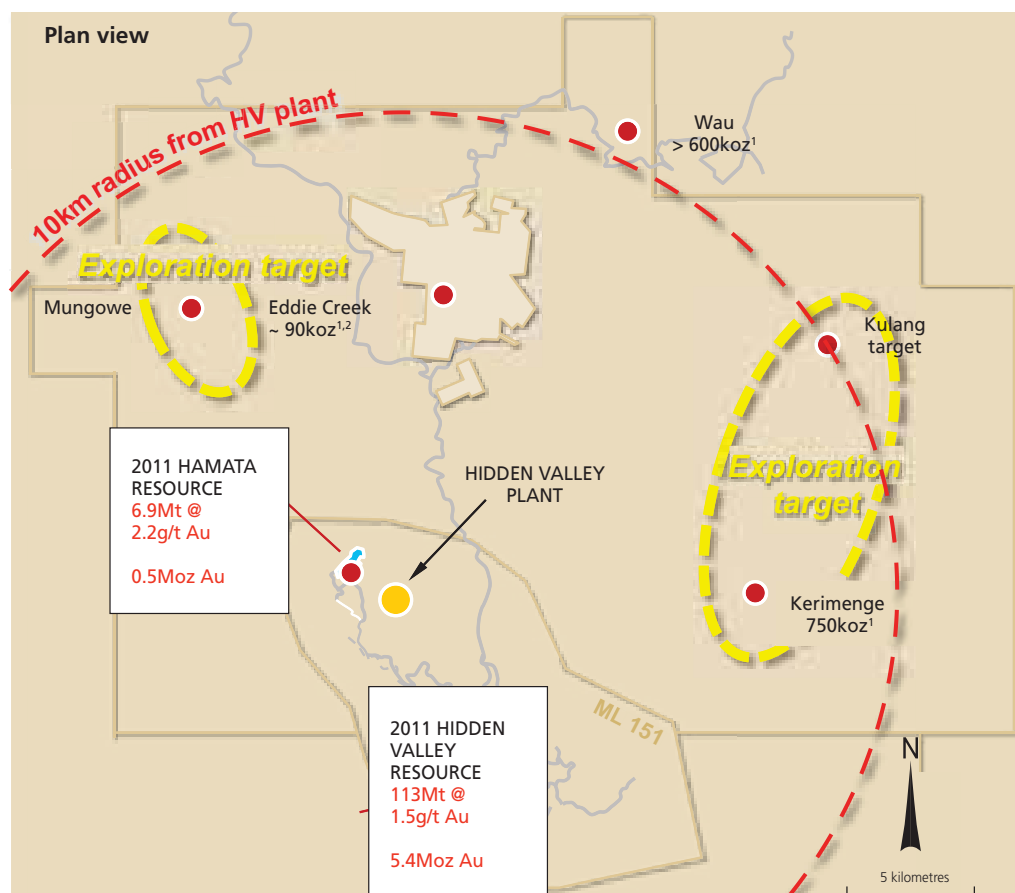 Plan view
10km radius from HV plant
Wau
> 600koz¹
Exploration target
Mungowe
Eddie Creek
~ 90koz¹,²
Kulang
target
2011 HAMATA
RESOURCE
6.9Mt @
2.2g/t Au
0.5Moz Au
HIDDEN VALLEY
PLANT
Exploration
target
Kerimenge
750koz¹
2011 HIDDEN
VALLEY
RESOURCE
113Mt @
1.5g/t Au
5.4Moz Au
ML 151
N
5 kilometres